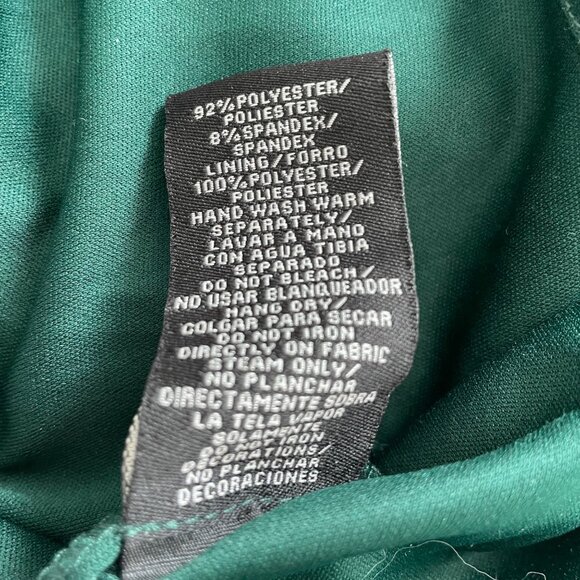 92% POLYESTER/
POLIESTER
8% SPANDEX/
SPANDEX
LINING/FORRO
100% POLYESTER/
POLIESTER
HAND WASH WARM
SEPARATELY/
LAVAR A MANO
CON AGUA TIBIA
SEPARADO
DO NOT BLEACH/
NO USAR BLANQUEADOR
HANG DRY/
COLGAR PARA SECAR
DO NOT IRON
DIRECTLY ON FABRIC
STEAM ONLY/
NO PLANCHAR
DIRECTAMENTE SOBRA
LA TELA VAPOR
SOLAMENTE
DO NOT IRON
DECORATIONS/
NO PLANCHAR
DECORACIONES